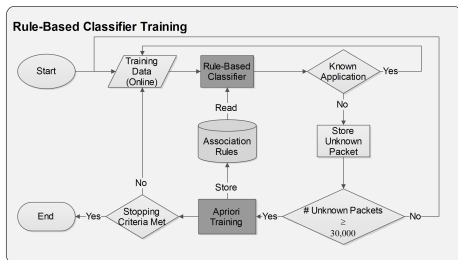 Rule-Based Classifier Training
Start
Training
Data
(Online)
Rule-Based
Classifier
Known
Application
Yes
No
Read
Store
Unknown
Packet
Association
Rules
No
Store
End
Yes
Stopping
Criteria Met
Apriori
Training
Yes
# Unknown Packets
≥
30,000
No